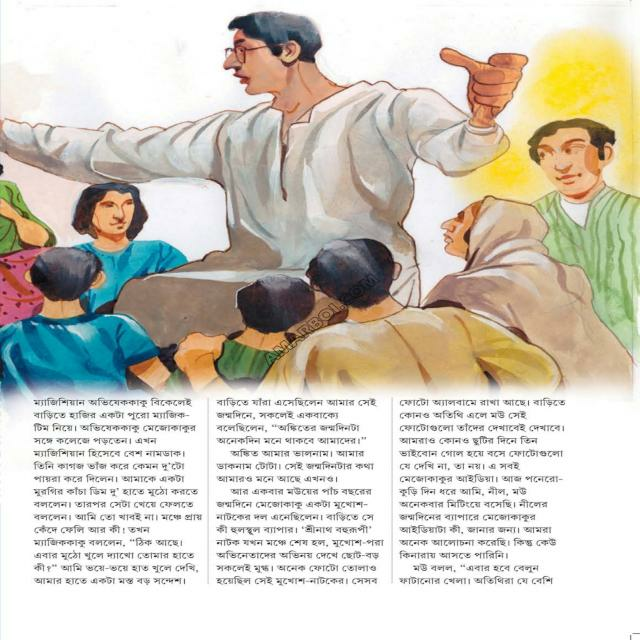 AMARBOI.COM
ম্যাজিশিয়ান অভিষেককাকু বিকেলেই
বাড়িতে হাজির একটা পুরো ম্যাজিক-
টিম নিয়ে। অভিষেককাকু মেজোকাকুর
সঙ্গে কলেজে পড়তেন। এখন
ম্যাজিশিয়ান হিসেবে বেশ নামডাক।
তিনি কাগজ ভাঁজ করে কেমন দু'টো
পায়রা করে দিলেন। আমাকে একটা
মুরগির কাঁচা ডিম দু' হাতে মুঠো করতে
বললেন। তারপর সেটা খেয়ে ফেলতে
বললেন। আমি তো খাবই না। মঞ্চে প্রায়
কেঁদে ফেলি আর কী! তখন
ম্যাজিককাকু বললেন, “ঠিক আছে।
এবার মুঠো খুলে দ্যাখো তোমার হাতে
কী?” আমি ভয়ে-ভয়ে হাত খুলে দেখি,
আমার হাতে একটা মস্ত বড় সন্দেশ।
বাড়িতে যাঁরা এসেছিলেন আমার সেই
জন্মদিনে, সকলেই একবাক্যে
বলেছিলেন, “অঙ্কিতের জন্মদিনটা
অনেকদিন মনে থাকবে আমাদের।”
অঙ্কিত আমার ভালনাম। আমার
ডাকনাম টোটা। সেই জন্মদিনটার কথা
আমারও মনে আছে এখনও।
আর একবার মউয়ের পাঁচ বছরের
জন্মদিনে মেজোকাকু একটা মুখোশ-
নাটকের দল এনেছিলেন। বাড়িতে সে
কী হুলস্থুল ব্যাপার। ‘শ্রীনাথ বহুরূপী’
নাটক যখন মঞ্চে শেষ হল, মুখোশ-পরা
অভিনেতাদের অভিনয় দেখে ছোট-বড়
সকলেই মুগ্ধ। অনেক ফোটো তোলাও
হয়েছিল সেই মুখোশ-নাটকের। সেসব
ফোটো অ্যালবামে রাখা আছে। বাড়িতে
কোনও অতিথি এলে মউ সেই
ফোটোগুলো তাঁদের দেখাবেই দেখাবে।
আমরাও কোনও ছুটির দিনে তিন
ভাইবোন গোল হয়ে বসে ফোটোগুলো
যে দেখি না, তা নয়। এ সবই
মেজোকাকুর আইডিয়া। আজ পনেরো-
কুড়ি দিন ধরে আমি, নীল, মউ
অনেকবার মিটিংয়ে বসেছি। নীলের
জন্মদিনের ব্যাপারে মেজোকাকুর
আইডিয়াটা কী, জানার জন্য। আমরা
অনেক আলোচনা করেছি। কিন্তু কেউ
কিনারায় আসতে পারিনি।
মউ বলল, “এবার হবে বেলুন
ফাটানোর খেলা। অতিথিরা যে বেশি